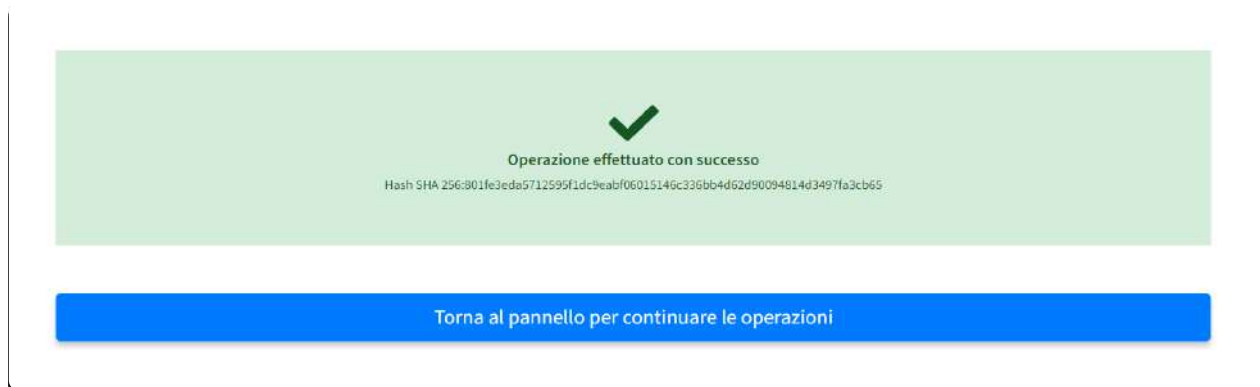 Operazione effettuato con successo
Hash SHA 256:801fe3eda5712595f1dc9eabf06015146c336bb4d62d90094814d3497fa3cb65
Torna al pannello per continuare le operazioni